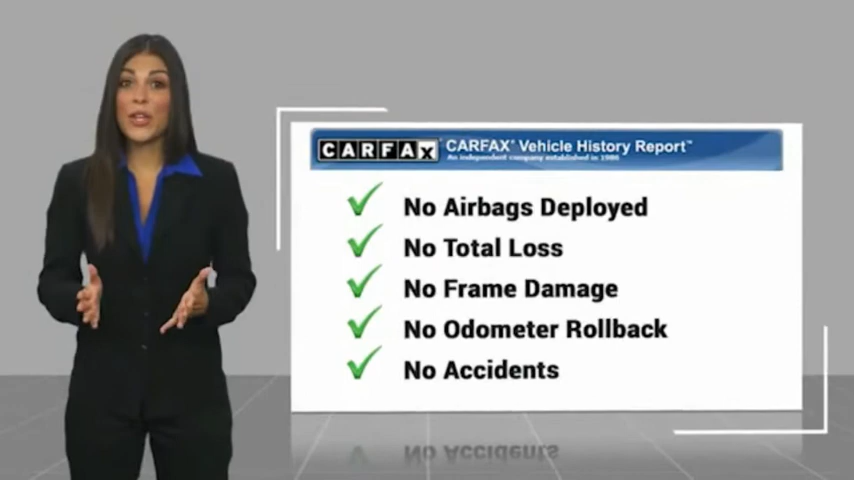 CARFAX CARFAX® Vehicle History Report™
An independent company established in 1986
No Airbags Deployed
No Total Loss
No Frame Damage
No Odometer Rollback
No Accidents
No Accidents